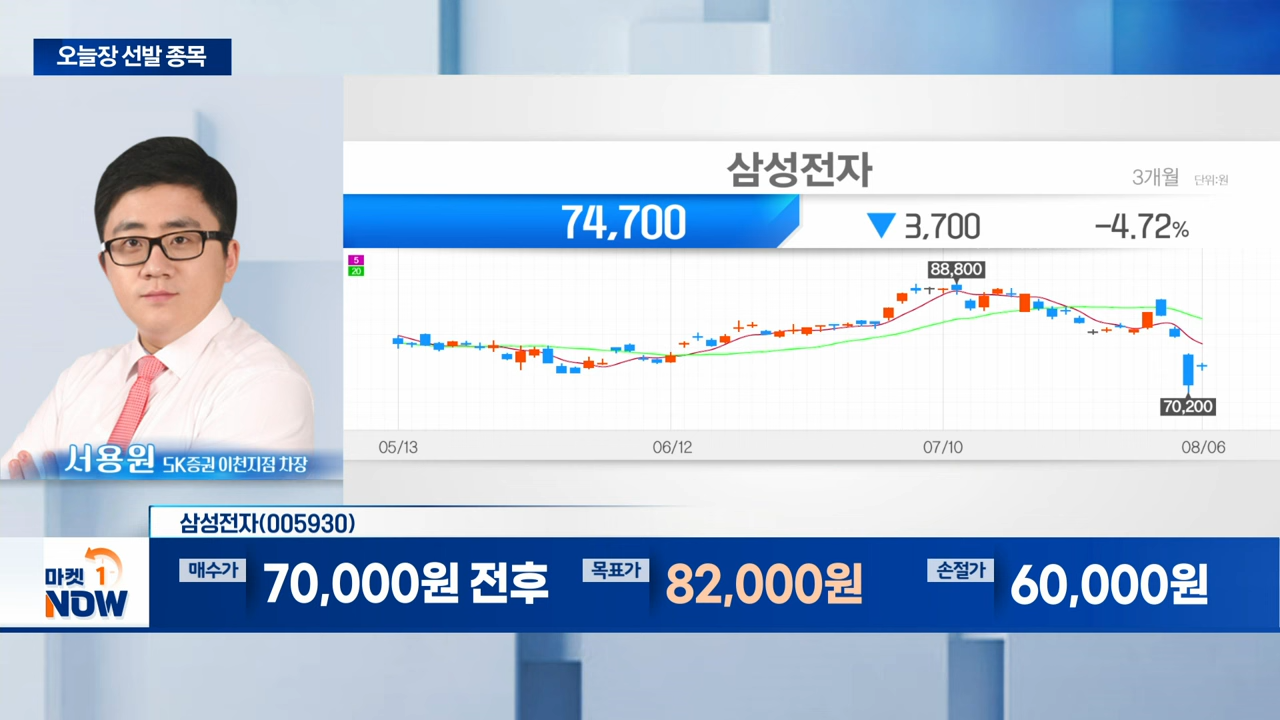 오늘장 선발 종목
삼성전자
3개월 단위:원
74,700 ▼ 3,700 -4.72%
5
20
88,800
70,200
05/13 06/12 07/10 08/06
서용원 SK증권 이천지점 차장
삼성전자(005930)
마켓 1
NOW
매수가 70,000원 전후 목표가 82,000원 손절가 60,000원